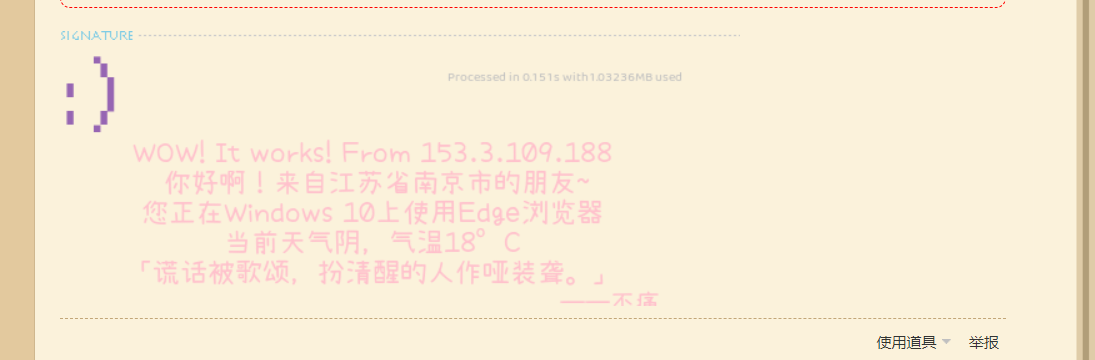 SIGNATURE
Processed in 0.151s with1.03236MB used
:)
WOW! It works! From 153.3.109.188
你好啊！来自江苏省南京市的朋友~
您正在Windows 10上使用Edge浏览器
当前天气阴，气温18°C
「谎话被歌颂，扮清醒的人作哑装聋。」
——不痛
使用道具 举报